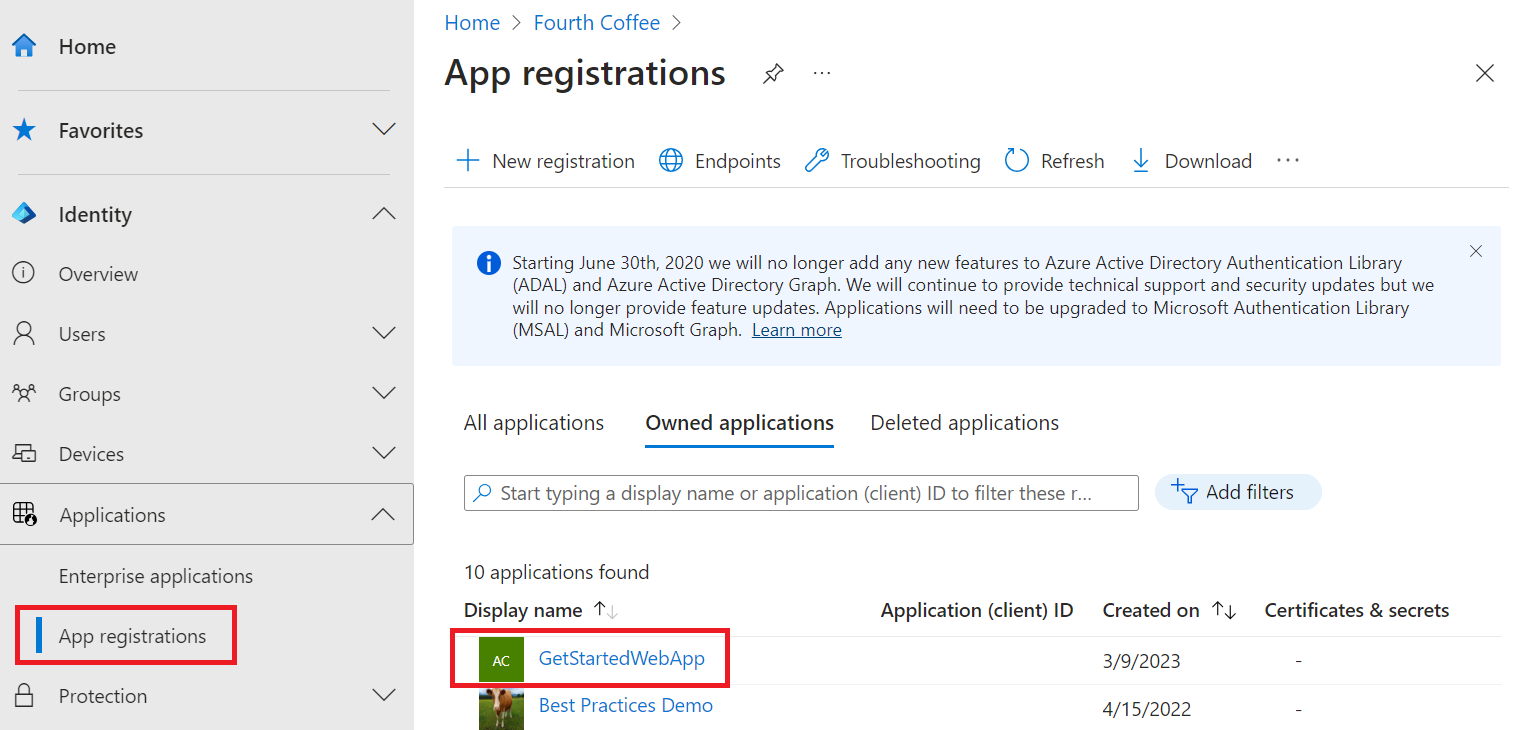 Home
Favorites
Identity
Overview
Users
Groups
Devices
Applications
Enterprise applications
App registrations
Protection
Home > Fourth Coffee >
App registrations
New registration Endpoints Troubleshooting Refresh Download
Starting June 30th, 2020 we will no longer add any new features to Azure Active Directory Authentication Library
(ADAL) and Azure Active Directory Graph. We will continue to provide technical support and security updates but we
will no longer provide feature updates. Applications will need to be upgraded to Microsoft Authentication Library
(MSAL) and Microsoft Graph. Learn more
All applications Owned applications Deleted applications
Start typing a display name or application (client) ID to filter these r... Add filters
10 applications found
Display name Application (client) ID Created on Certificates & secrets
AC GetStartedWebApp 3/9/2023 -
Best Practices Demo 4/15/2022 -